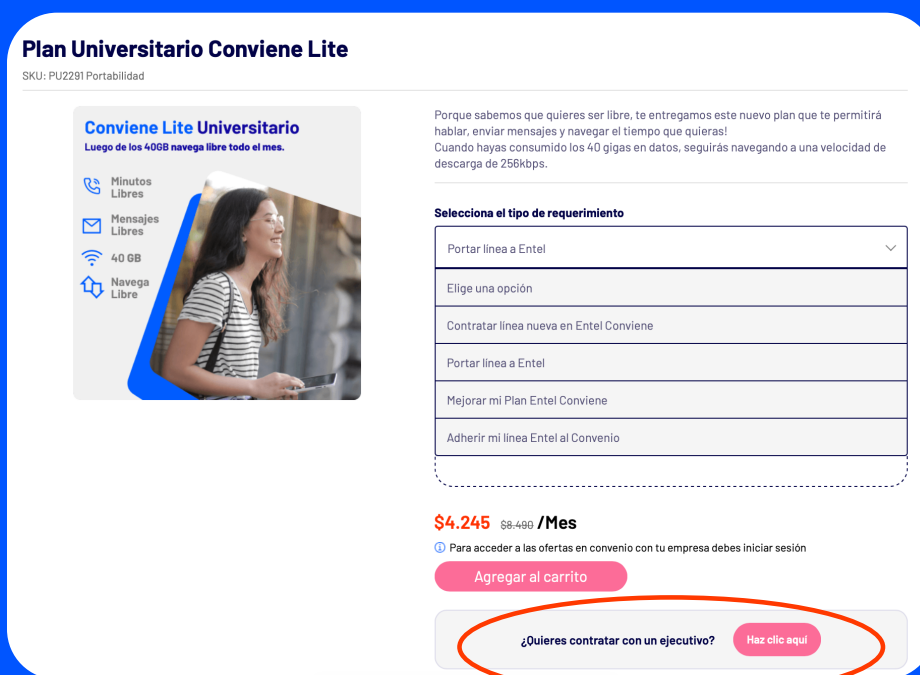 Plan Universitario Conviene Lite
SKU: PU2291 Portabilidad
Conviene Lite Universitario
Luego de los 40GB navega libre todo el mes.
Minutos
Libres
Mensajes
Libres
40 GB
Navega
Libre
Porque sabemos que quieres ser libre, te entregamos este nuevo plan que te permitirá
hablar, enviar mensajes y navegar el tiempo que quieras!
Cuando hayas consumido los 40 gigas en datos, seguirás navegando a una velocidad de
descarga de 256kbps.
Selecciona el tipo de requerimiento
Portar línea a Entel
Elige una opción
Contratar línea nueva en Entel Conviene
Portar línea a Entel
Mejorar mi Plan Entel Conviene
Adherir mi línea Entel al Convenio
$4.245 $8.490 /Mes
Para acceder a las ofertas en convenio con tu empresa debes iniciar sesión
Agregar al carrito
¿Quieres contratar con un ejecutivo? Haz clic aquí